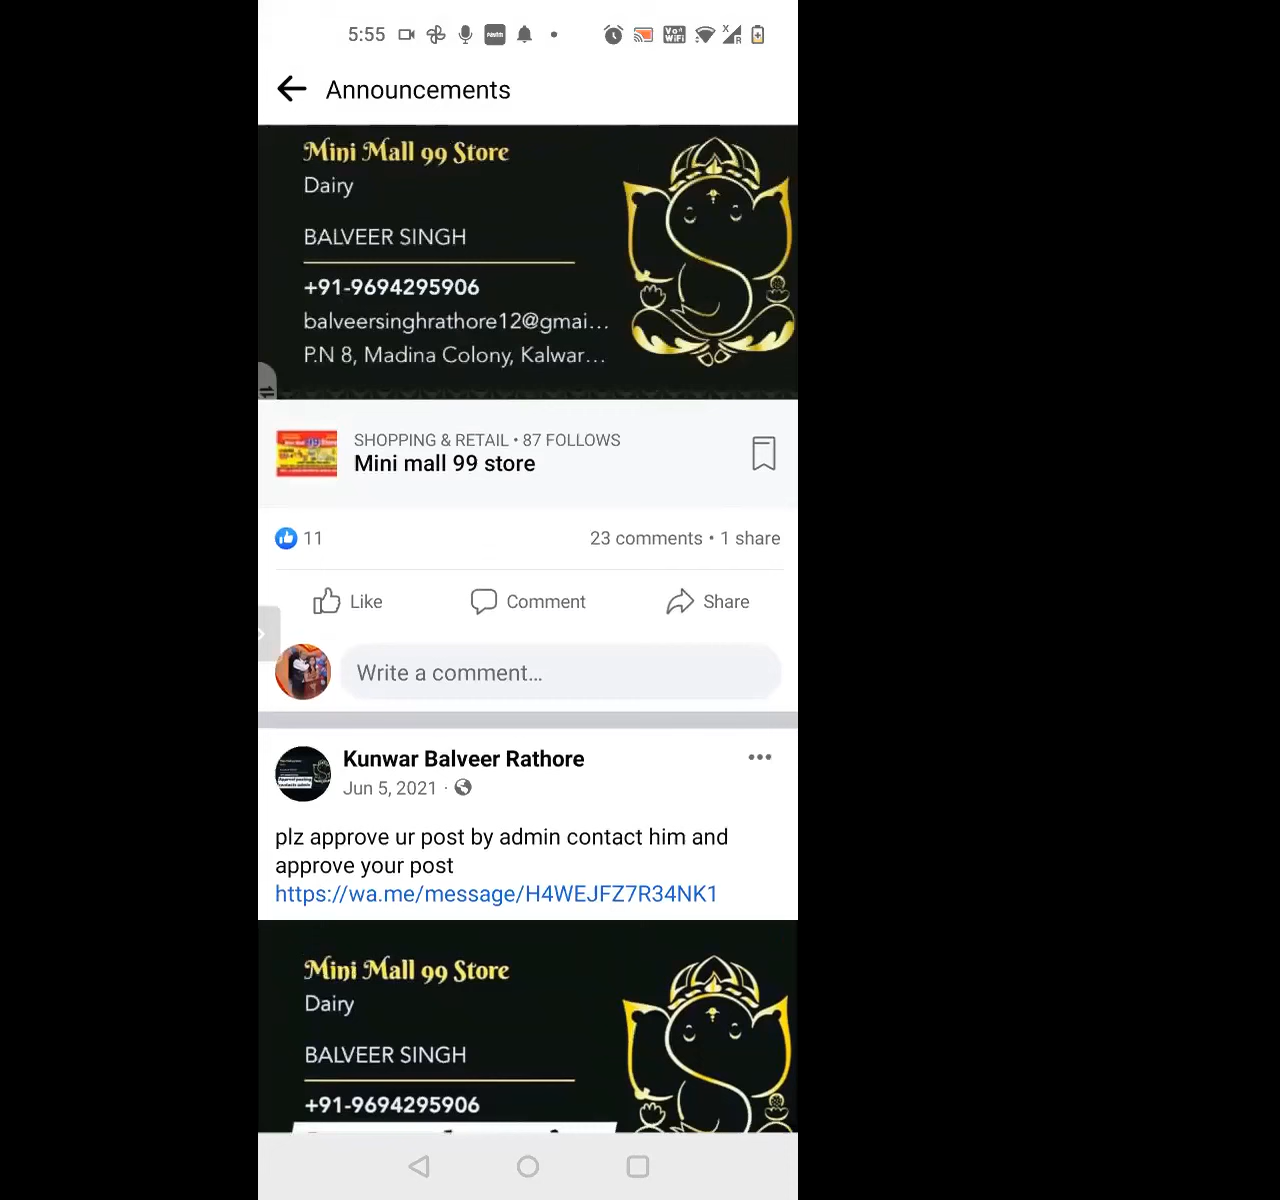 5:55
Announcements
Mini Mall 99 Store
Dairy
BALVEER SINGH
+91-9694295906
balveersinghrathore12@gmai...
P.N 8, Madina Colony, Kalwar...
SHOPPING & RETAIL • 87 FOLLOWS
Mini mall 99 store
11
23 comments • 1 share
Like
Comment
Share
Write a comment...
Kunwar Balveer Rathore
Jun 5, 2021 ·
plz approve ur post by admin contact him and
approve your post
https://wa.me/message/H4WEJFZ7R34NK1
Mini Mall 99 Store
Dairy
BALVEER SINGH
+91-9694295906